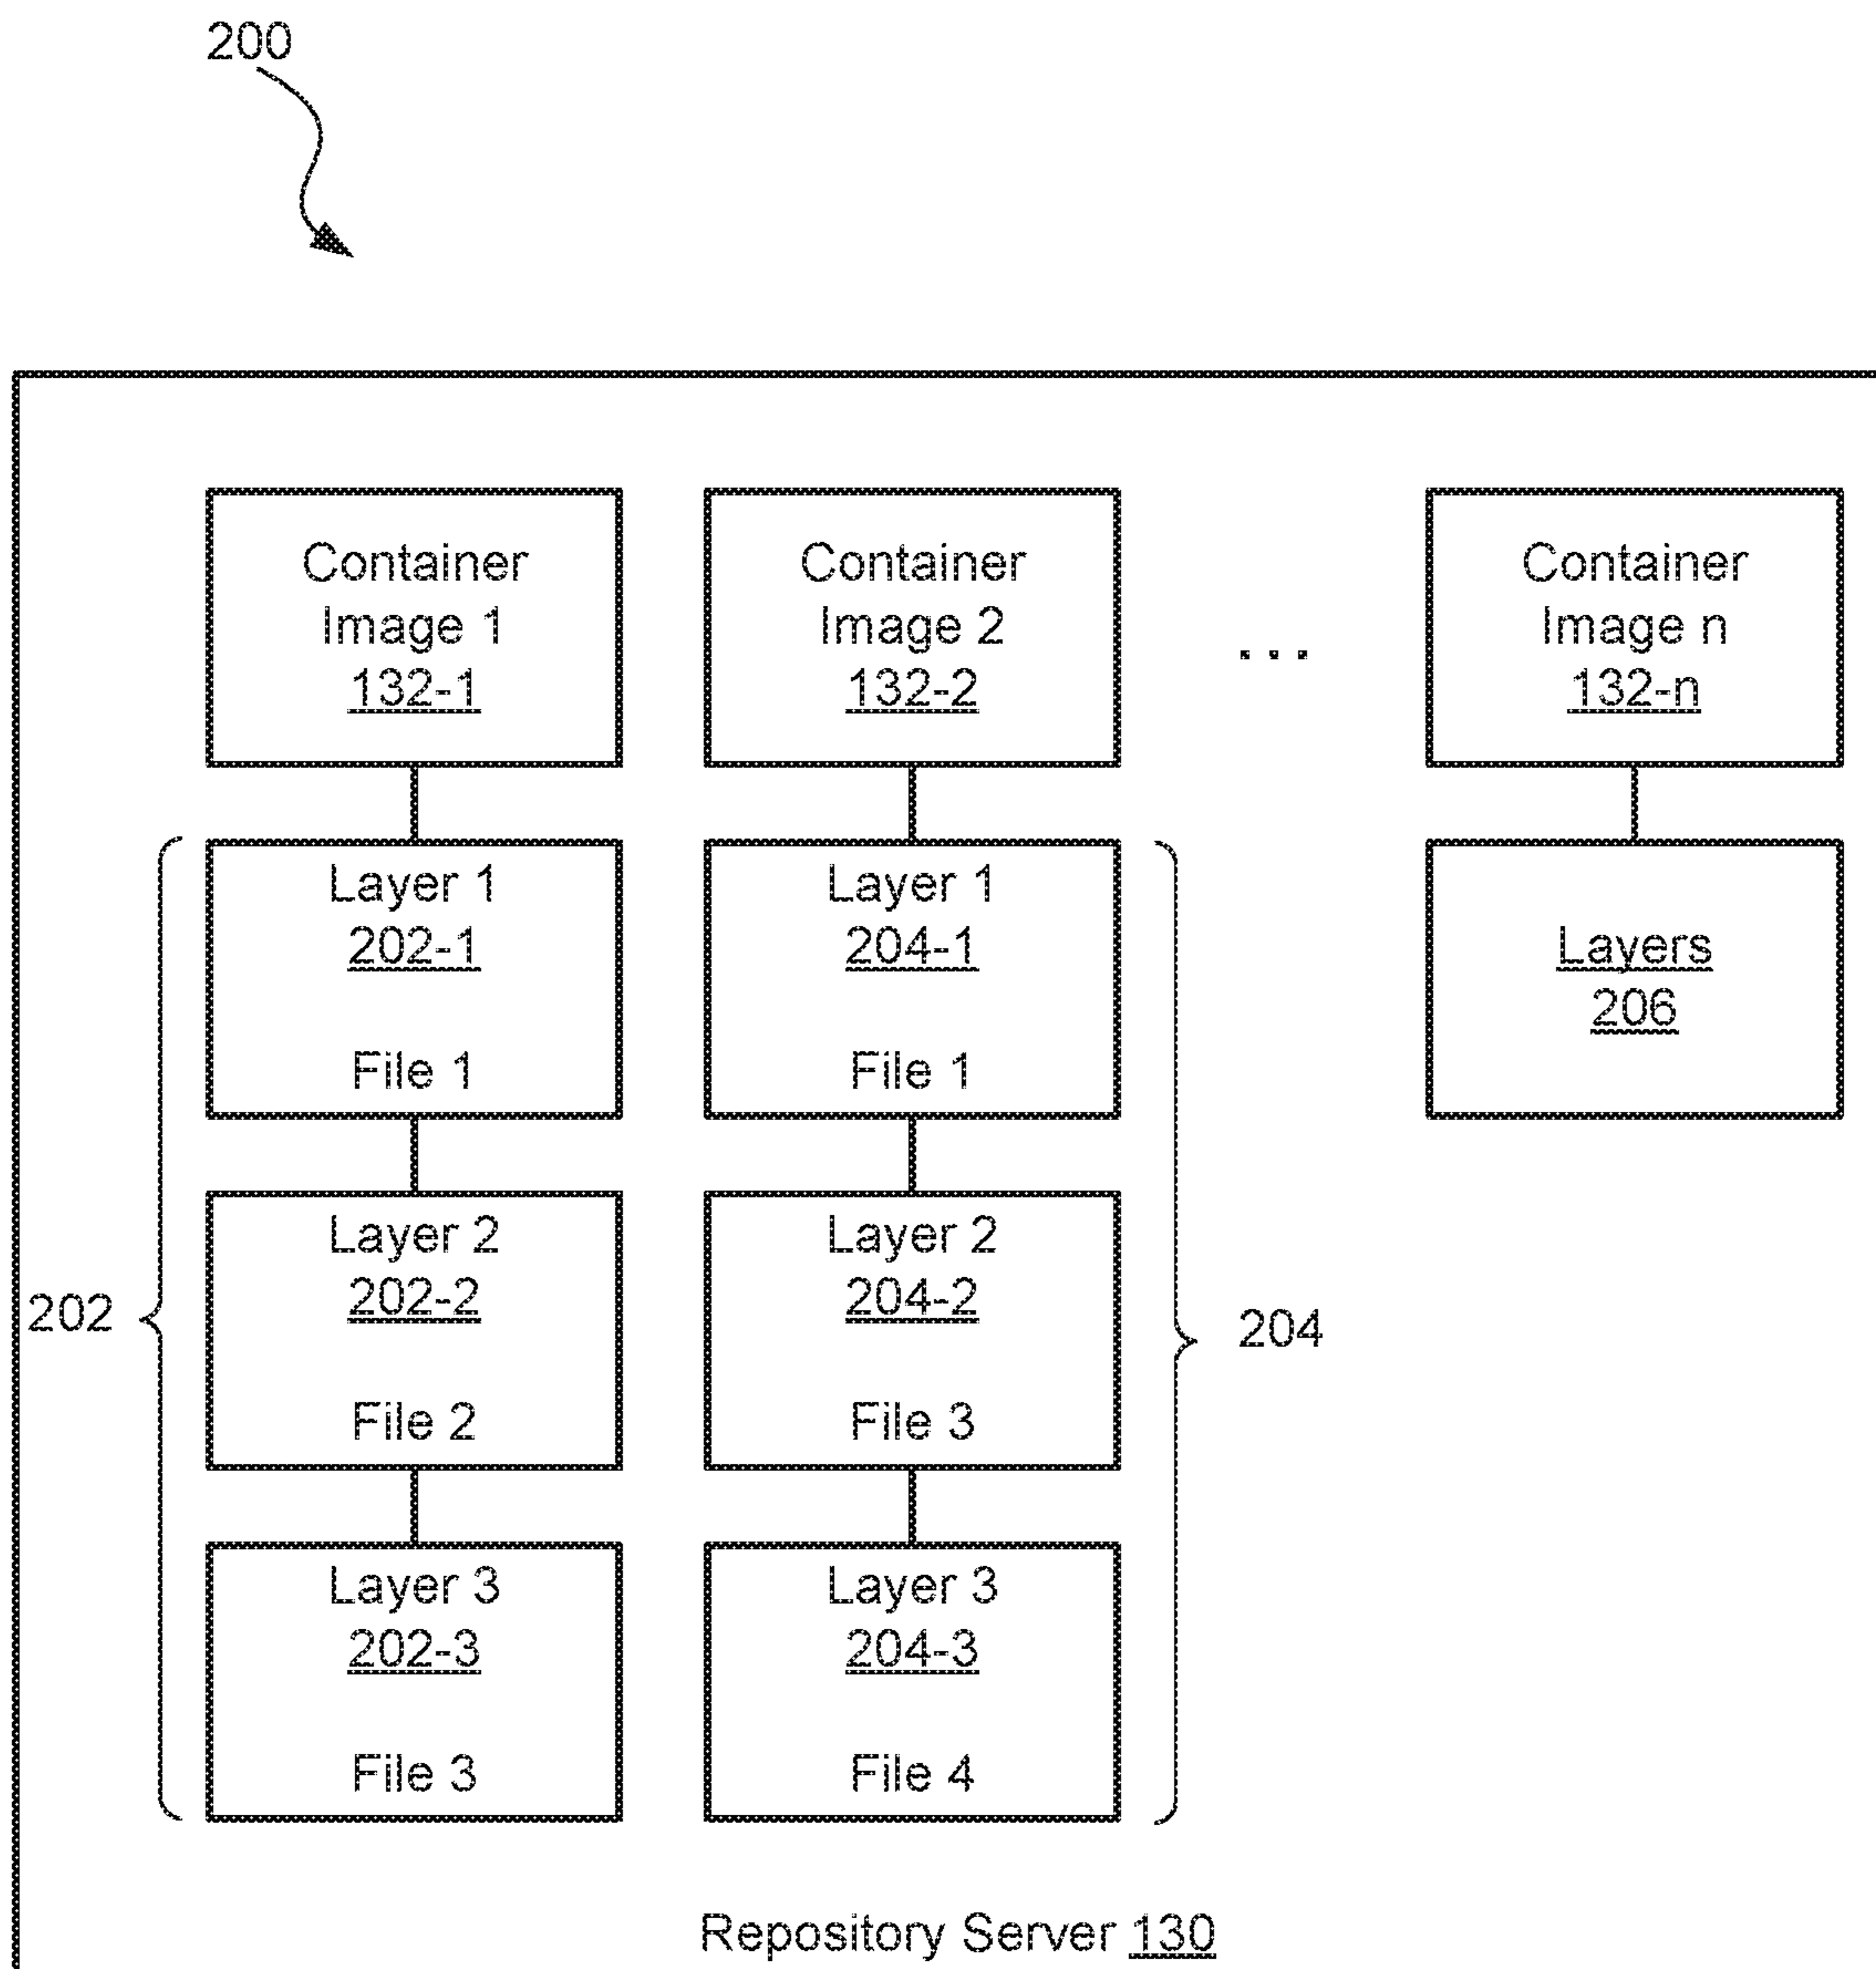 200
Container
Image 1
132-1
Container
Image 2
132-2
...
Container
Image n
132-n
Layer 1
202-1
File 1
Layer 1
204-1
File 1
Layers
206
202
Layer 2
202-2
File 2
Layer 2
204-2
File 3
204
Layer 3
202-3
File 3
Layer 3
204-3
File 4
Repository Server 130